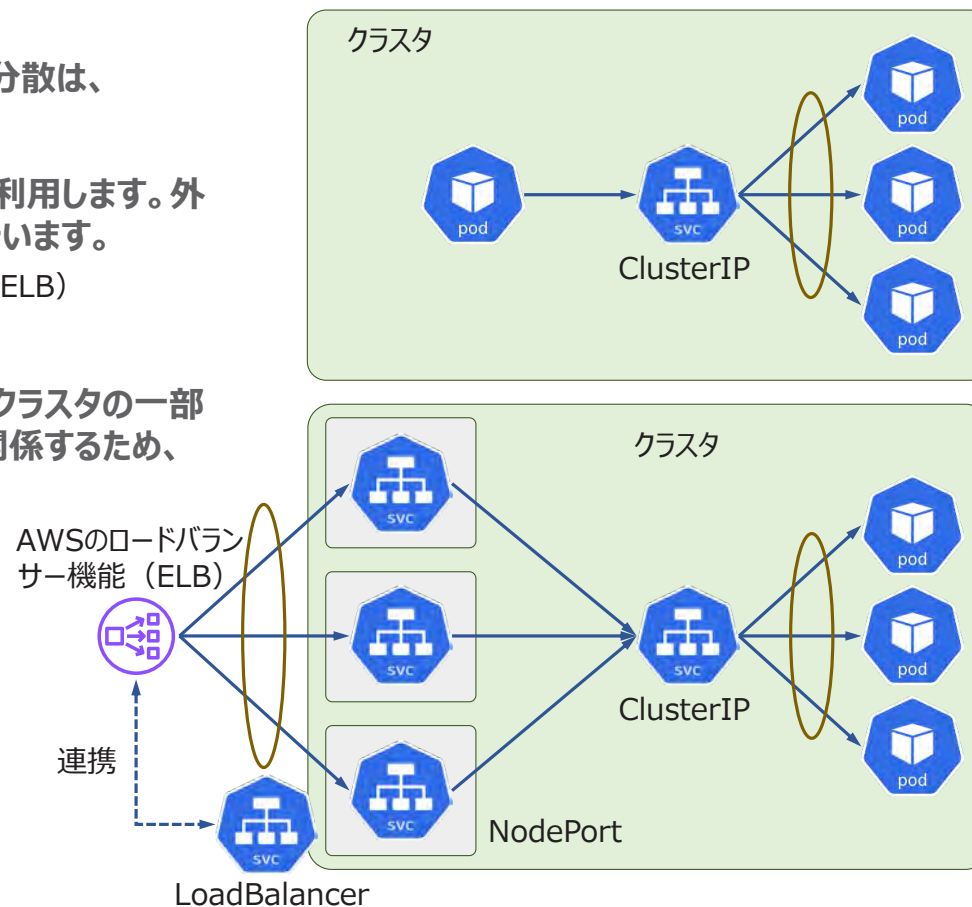 分散は、
利用します。外
います。
ELB）
クラスタの一部
関係するため、
クラスタ
pod
svc
ClusterIP
pod
pod
pod
クラスタ
AWSのロードバラン
サー機能（ELB）
連携
svc
svc
svc
NodePort
svc
LoadBalancer
svc
ClusterIP
pod
pod
pod